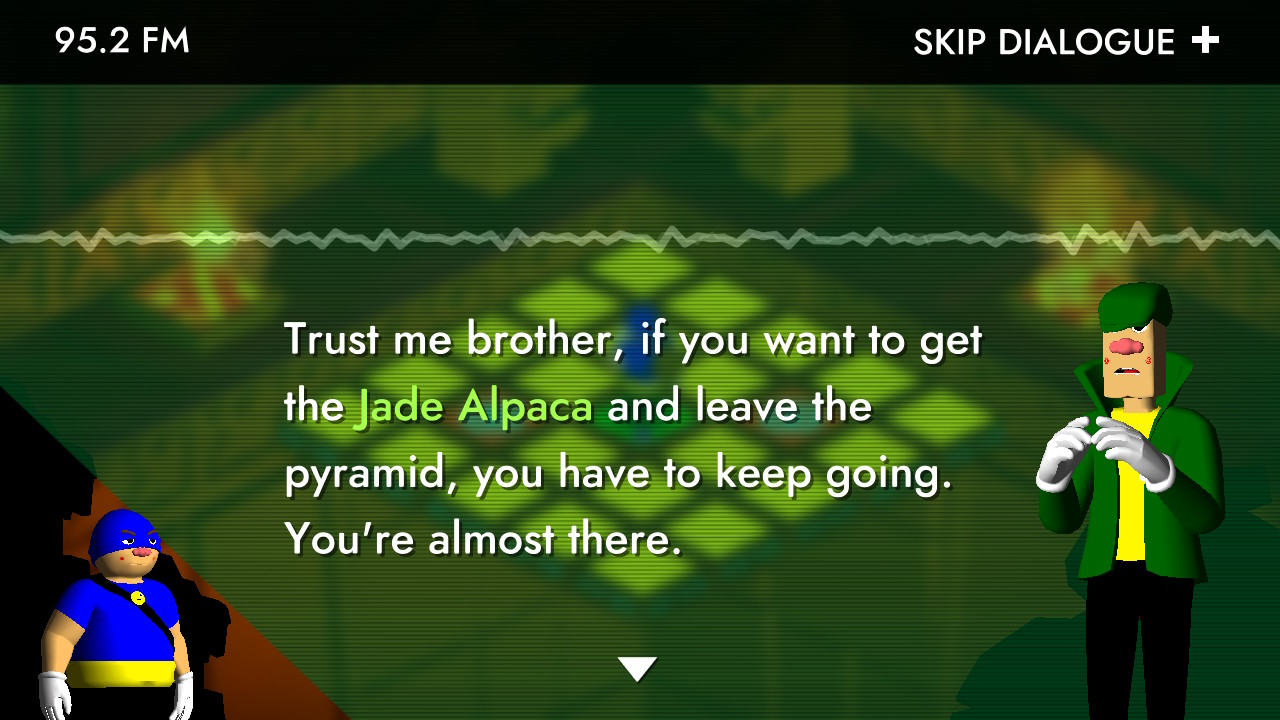 95.2 FM
SKIP DIALOGUE +
Trust me brother, if you want to get
the Jade Alpaca and leave the
pyramid, you have to keep going.
You're almost there.